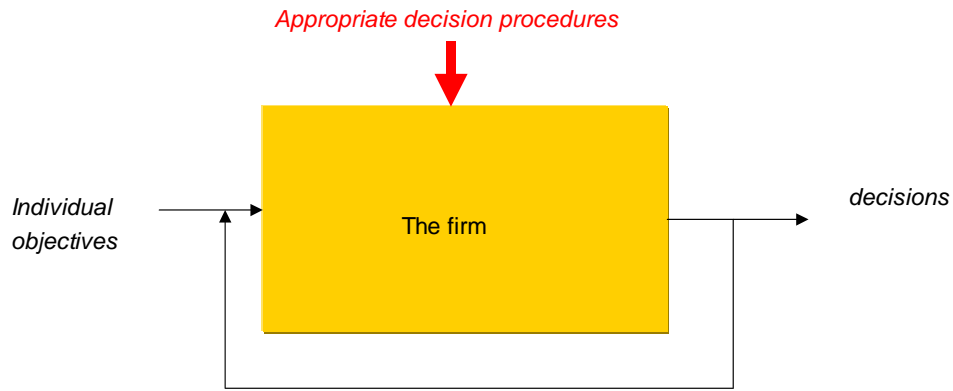 Appropriate decision procedures
Individual
objectives
The firm
decisions